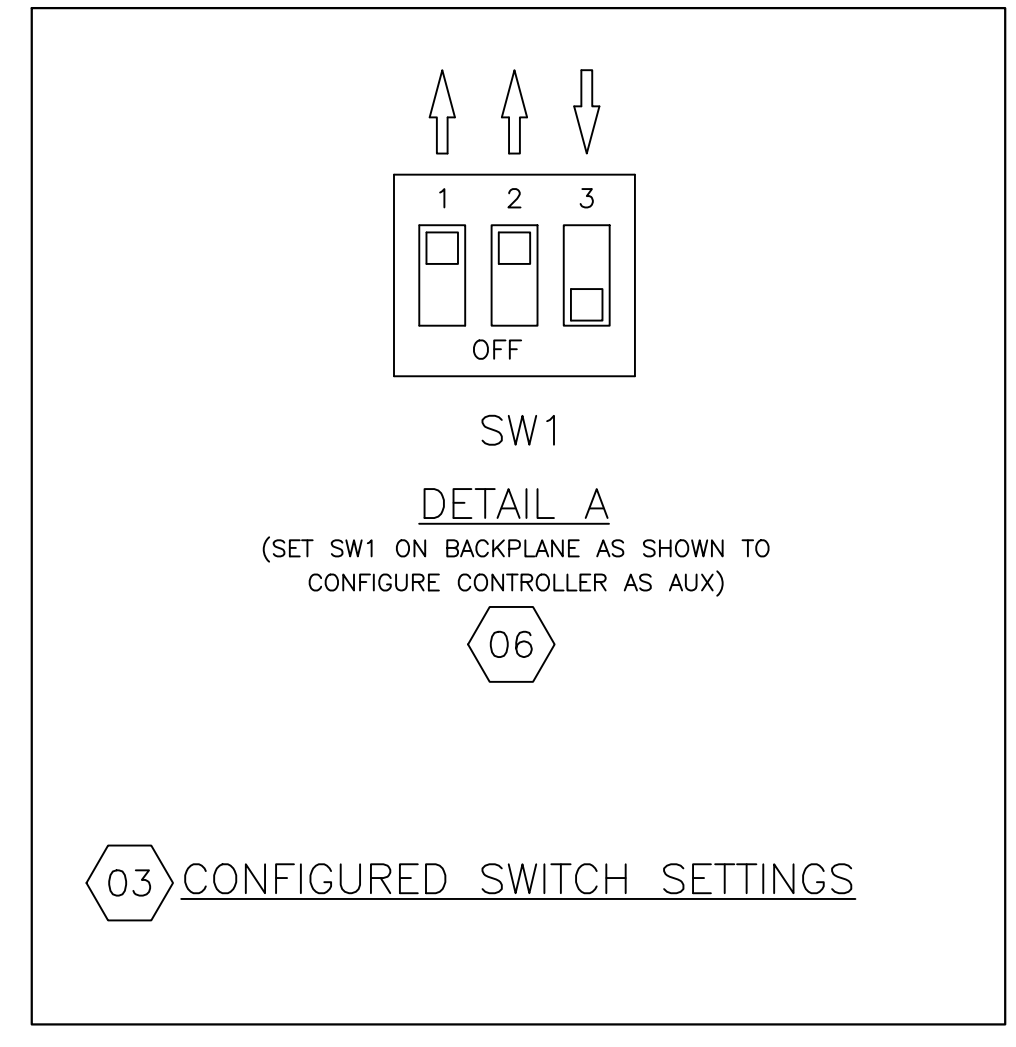 1 2 3
OFF
SW1
DETAIL A
(SET SW1 ON BACKPLANE AS SHOWN TO
CONFIGURE CONTROLLER AS AUX)
06
03 CONFIGURED SWITCH SETTINGS